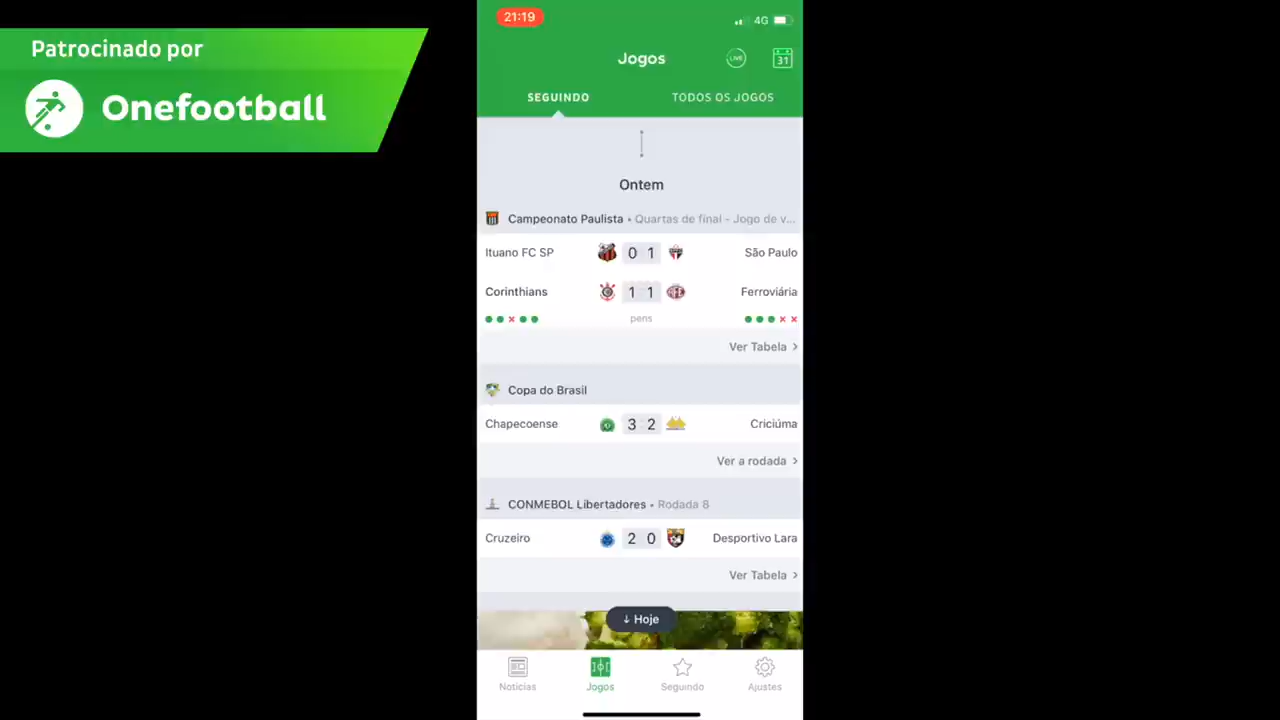 Patrocinado por
Onefootball
21:19
4G
Jogos
LIVE
31
SEGUINDO
TODOS OS JOGOS
Ontem
Campeonato Paulista • Quartas de final - Jogo de v...
Ituano FC SP 0 1 São Paulo
Corinthians 1 1 Ferroviária
pens
Ver Tabela >
Copa do Brasil
Chapecoense 3 2 Criciúma
Ver a rodada >
CONMEBOL Libertadores • Rodada 8
Cruzeiro 2 0 Desportivo Lara
Ver Tabela >
↓ Hoje
Notícias
Jogos
Seguindo
Ajustes